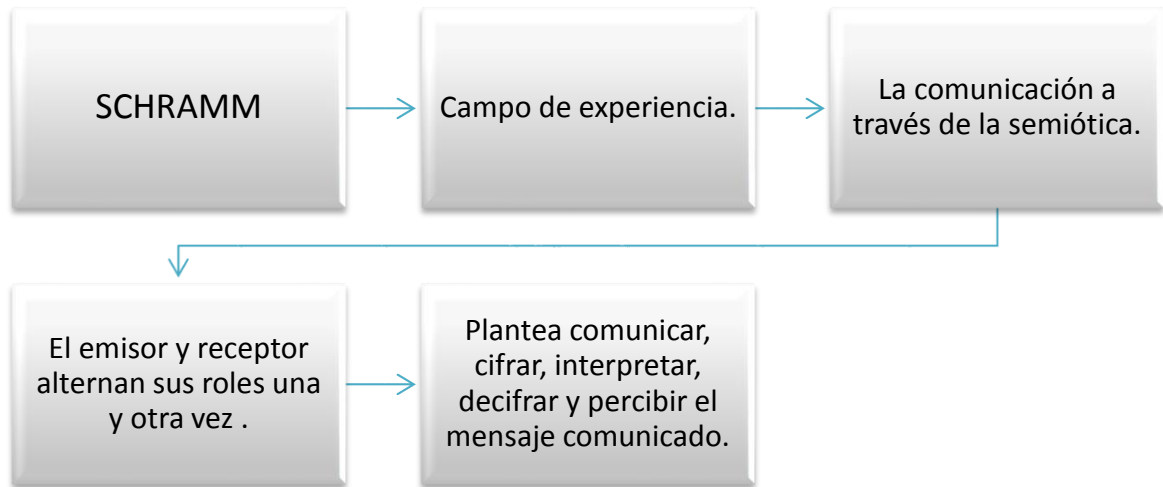 SCHRAMM
Campo de experiencia.
La comunicación a
través de la semiótica.
El emisor y receptor
alternan sus roles una
y otra vez .
Plantea comunicar,
cifrar, interpretar,
decifrar y percibir el
mensaje comunicado.